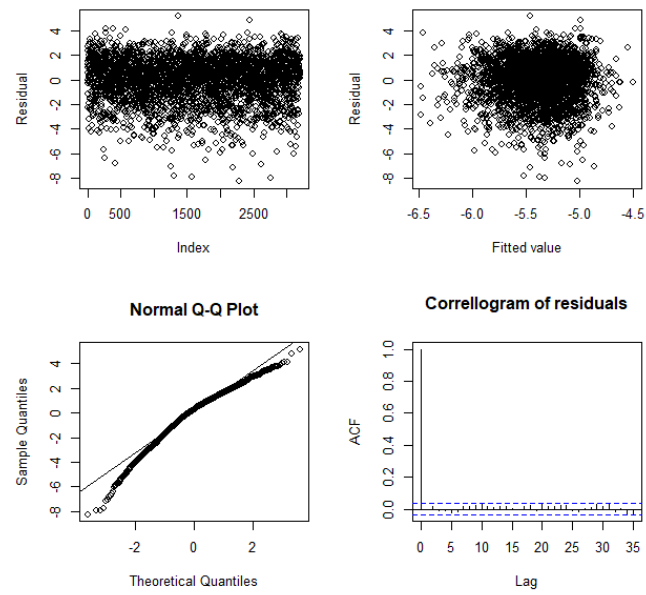 Residual
4
2
0
-2
-4
-6
-8
0 500 1500 2500
Index
Residual
4
2
0
-2
-4
-6
-8
-6.5 -6.0 -5.5 -5.0 -4.5
Fitted value
Normal Q-Q Plot
Sample Quantiles
4
2
0
-2
-4
-6
-8
-2 0 2
Theoretical Quantiles
Correllogram of residuals
ACF
1.0
0.8
0.6
0.4
0.2
0.0
0 5 10 15 20 25 30 35
Lag